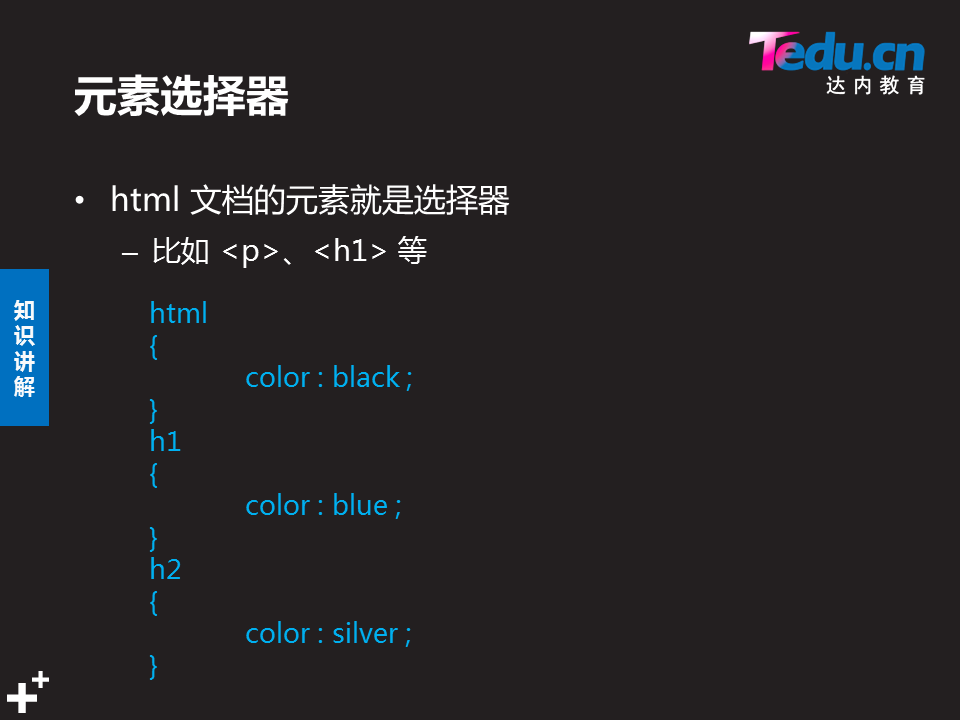 Tedu.cn
达内教育
元素选择器
• html 文档的元素就是选择器
– 比如 <p>、<h1> 等
知识讲解
html
{
color : black ;
}
h1
{
color : blue ;
}
h2
{
color : silver ;
}